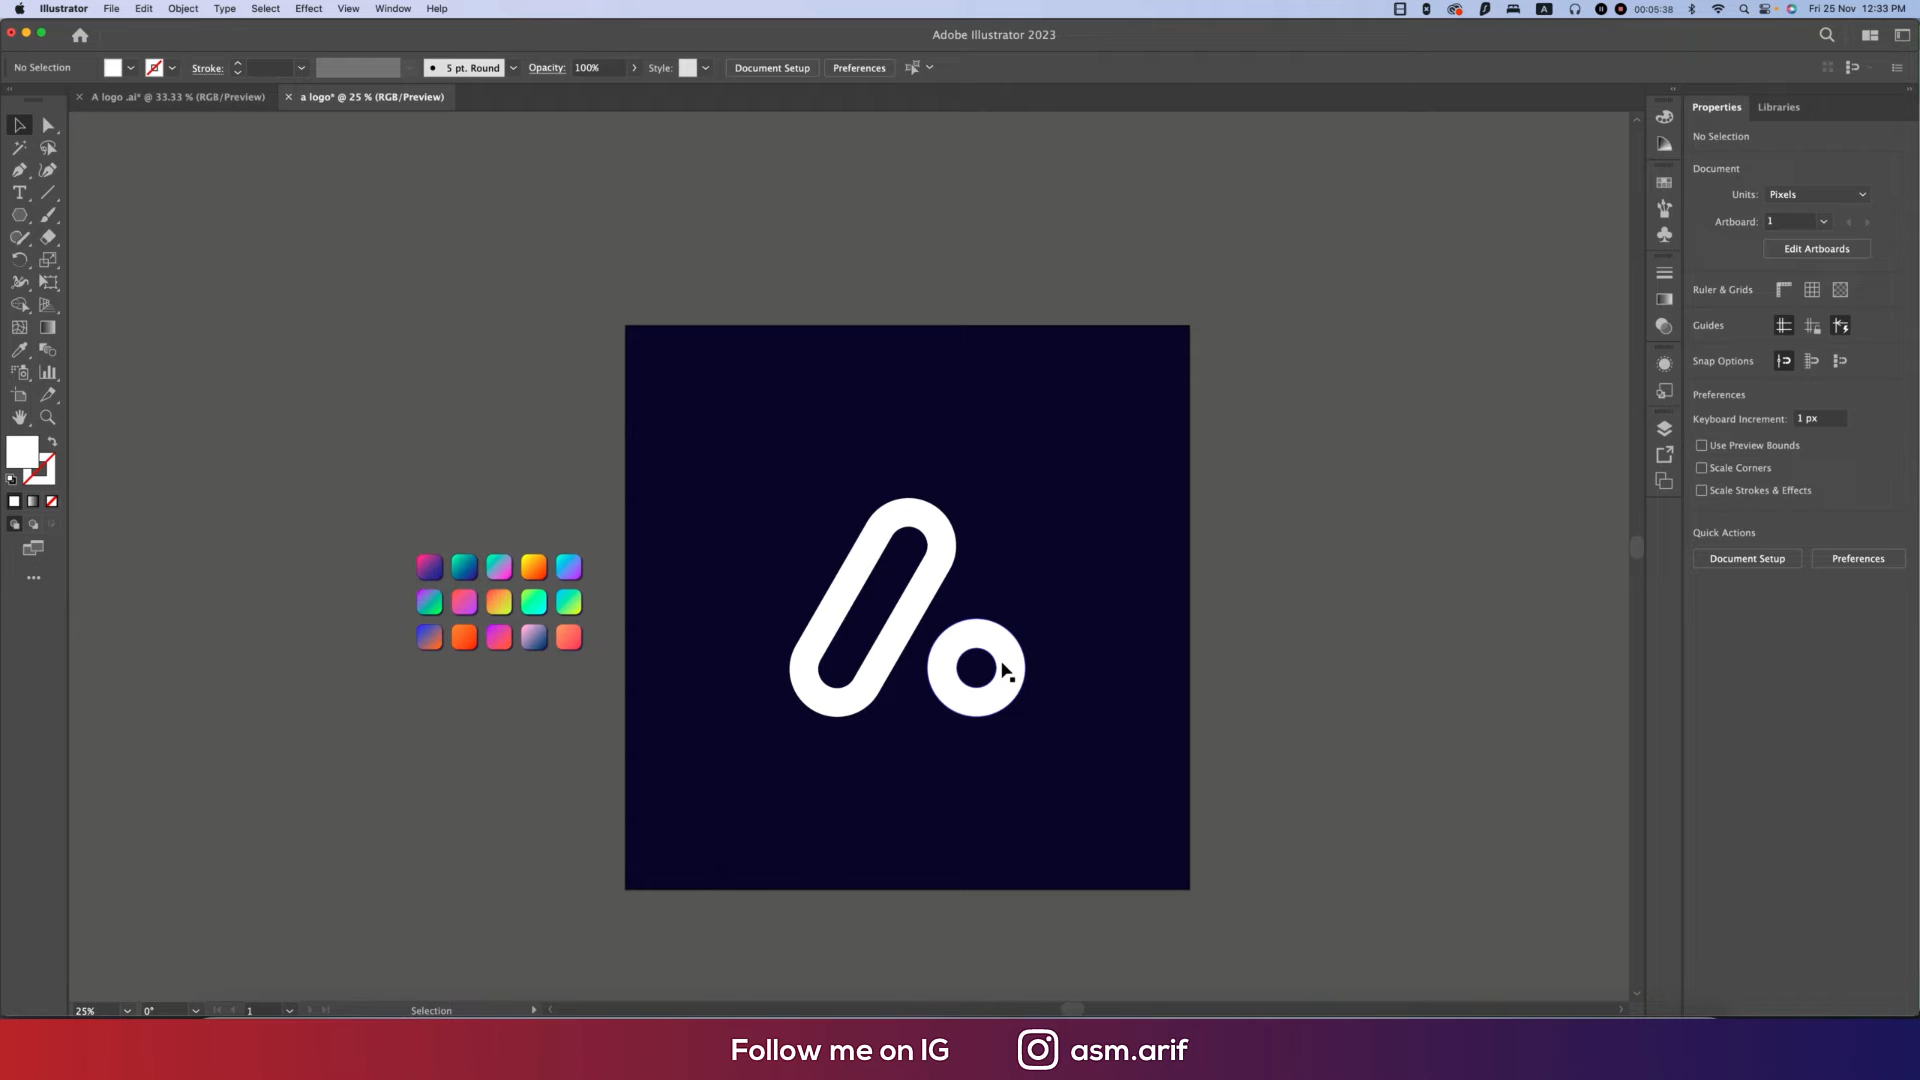 Illustrator File Edit Object Type Select Effect View Window Help
A 00:05:38 Fri 25 Nov 12:33 PM
Adobe Illustrator 2023
No Selection Stroke: 5 pt. Round Opacity: 100% Style: Document Setup Preferences
A logo .ai* @ 33.33 % (RGB/Preview) a logo* @ 25 % (RGB/Preview)
Properties Libraries
No Selection
Document
Units: Pixels
Artboard: 1
Edit Artboards
Ruler & Grids
Guides
Snap Options
Preferences
Keyboard Increment: 1 px
Use Preview Bounds
Scale Corners
Scale Strokes & Effects
Quick Actions
Document Setup Preferences
25% 0° 1 Selection
Follow me on IG asm.arif